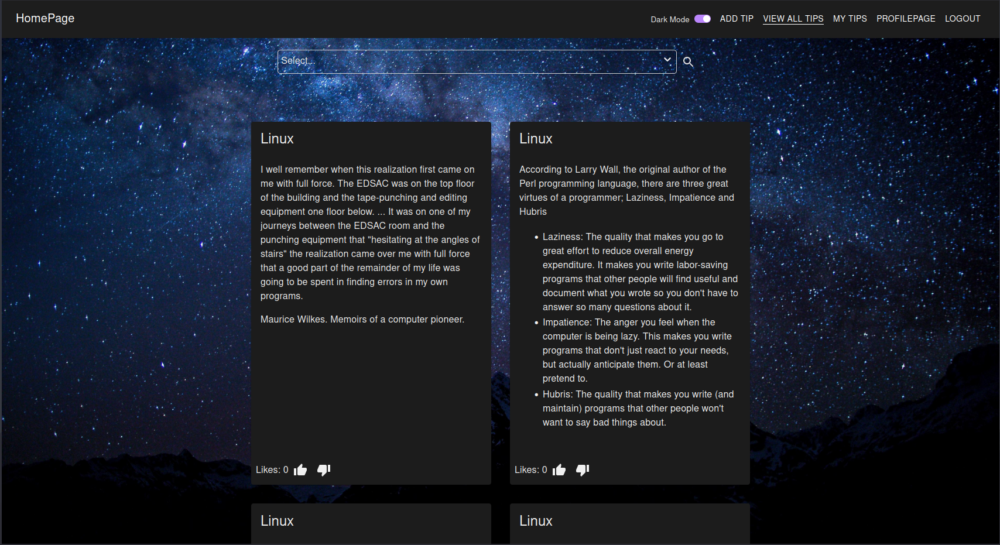 HomePage
Dark Mode
ADD TIP
VIEW ALL TIPS
MY TIPS
PROFILEPAGE
LOGOUT
Select...
Linux
I well remember when this realization first came on
me with full force. The EDSAC was on the top floor
of the building and the tape-punching and editing
equipment one floor below. ... It was on one of my
journeys between the EDSAC room and the
punching equipment that "hesitating at the angles of
stairs" the realization came over me with full force
that a good part of the remainder of my life was
going to be spent in finding errors in my own
programs.
Maurice Wilkes. Memoirs of a computer pioneer.
Likes: 0
Linux
According to Larry Wall, the original author of the
Perl programming language, there are three great
virtues of a programmer; Laziness, Impatience and
Hubris
• Laziness: The quality that makes you go to
great effort to reduce overall energy
expenditure. It makes you write labor-saving
programs that other people will find useful and
document what you wrote so you don't have to
answer so many questions about it.
• Impatience: The anger you feel when the
computer is being lazy. This makes you write
programs that don't just react to your needs,
but actually anticipate them. Or at least
pretend to.
• Hubris: The quality that makes you write (and
maintain) programs that other people won't
want to say bad things about.
Likes: 0
Linux
Linux